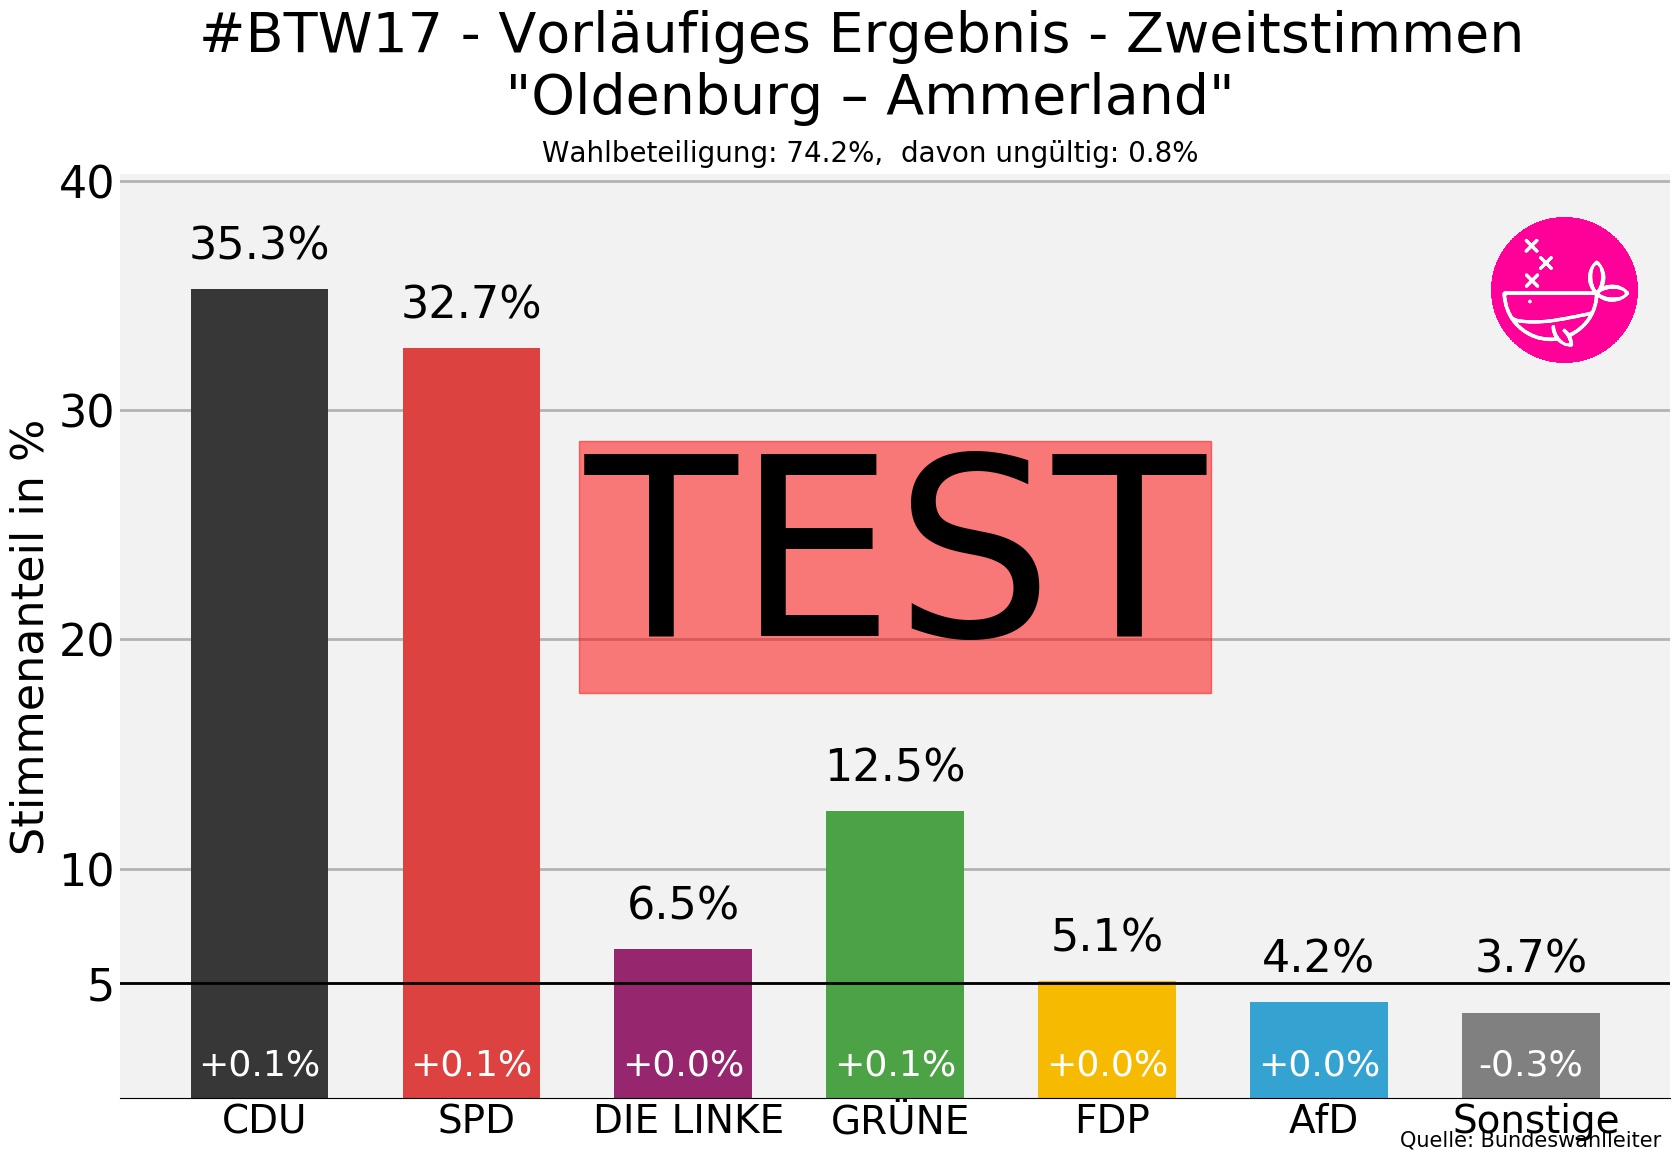 #BTW17 - Vorläufiges Ergebnis - Zweitstimmen
"Oldenburg – Ammerland"
Wahlbeteiligung: 74.2%,  davon ungültig: 0.8%
Stimmenanteil in %
40
30
20
10
5
35.3%
32.7%
6.5%
12.5%
5.1%
4.2%
3.7%
TEST
+0.1%
+0.1%
+0.0%
+0.1%
+0.0%
+0.0%
-0.3%
CDU
SPD
DIE LINKE
GRÜNE
FDP
AfD
Sonstige
Quelle: Bundeswahlleiter